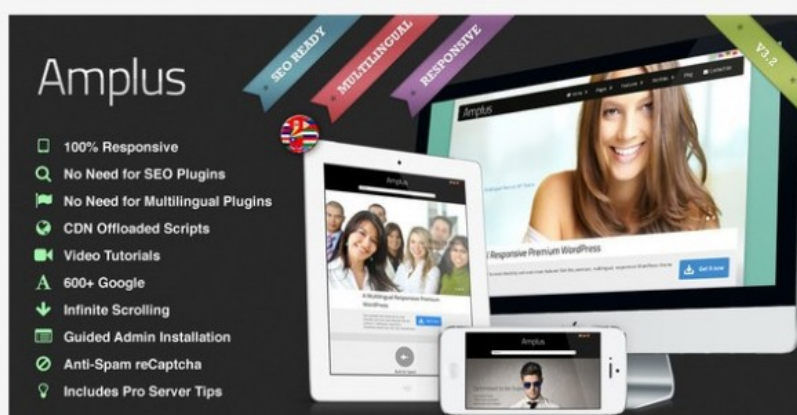 Amplus
SEO READY
MULTILINGUAL
RESPONSIVE
V3.2
100% Responsive
No Need for SEO Plugins
No Need for Multilingual Plugins
CDN Offloaded Scripts
Video Tutorials
600+ Google
Infinite Scrolling
Guided Admin Installation
Anti-Spam reCaptcha
Includes Pro Server Tips
Amplus
Responsive Premium WordPress
Get it now
Amplus
A Multilingual Responsive Premium
WordPress
Amplus